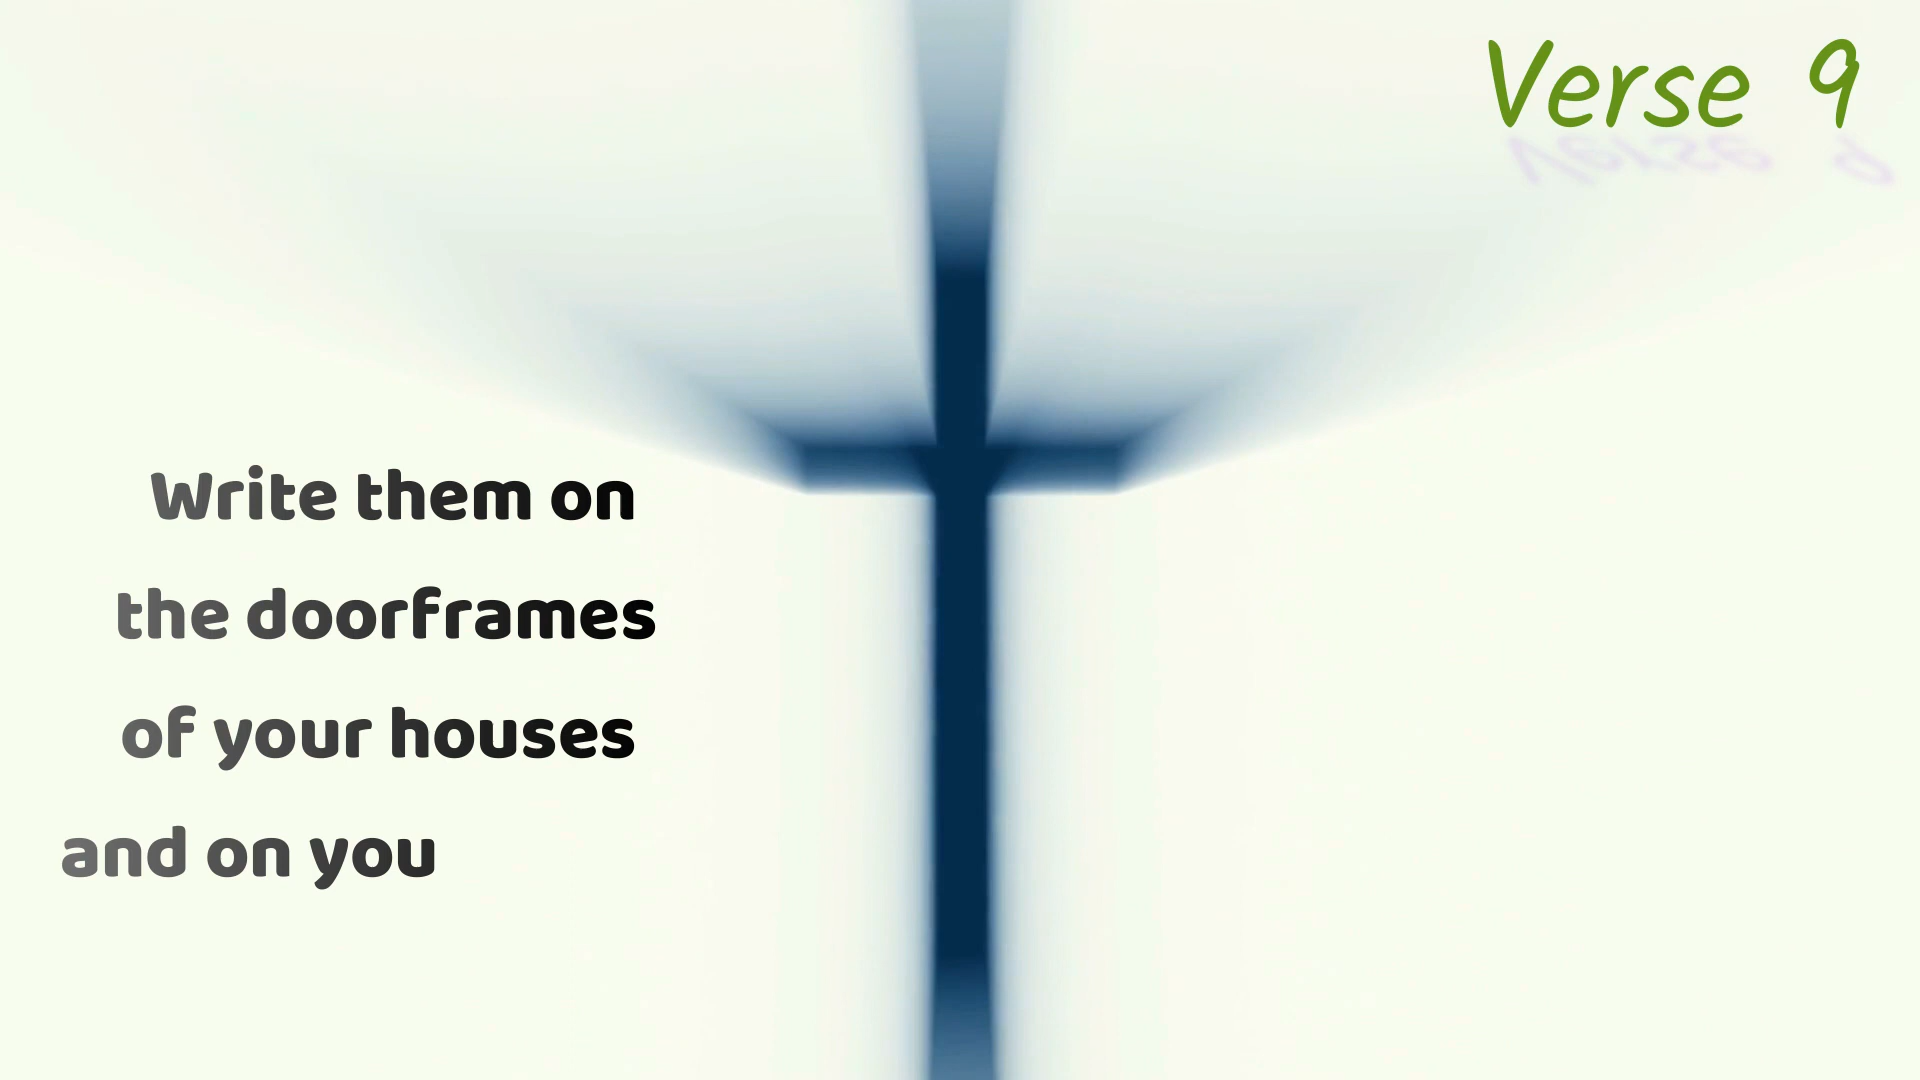 Verse 9
Write them on
the doorframes
of your houses
and on you